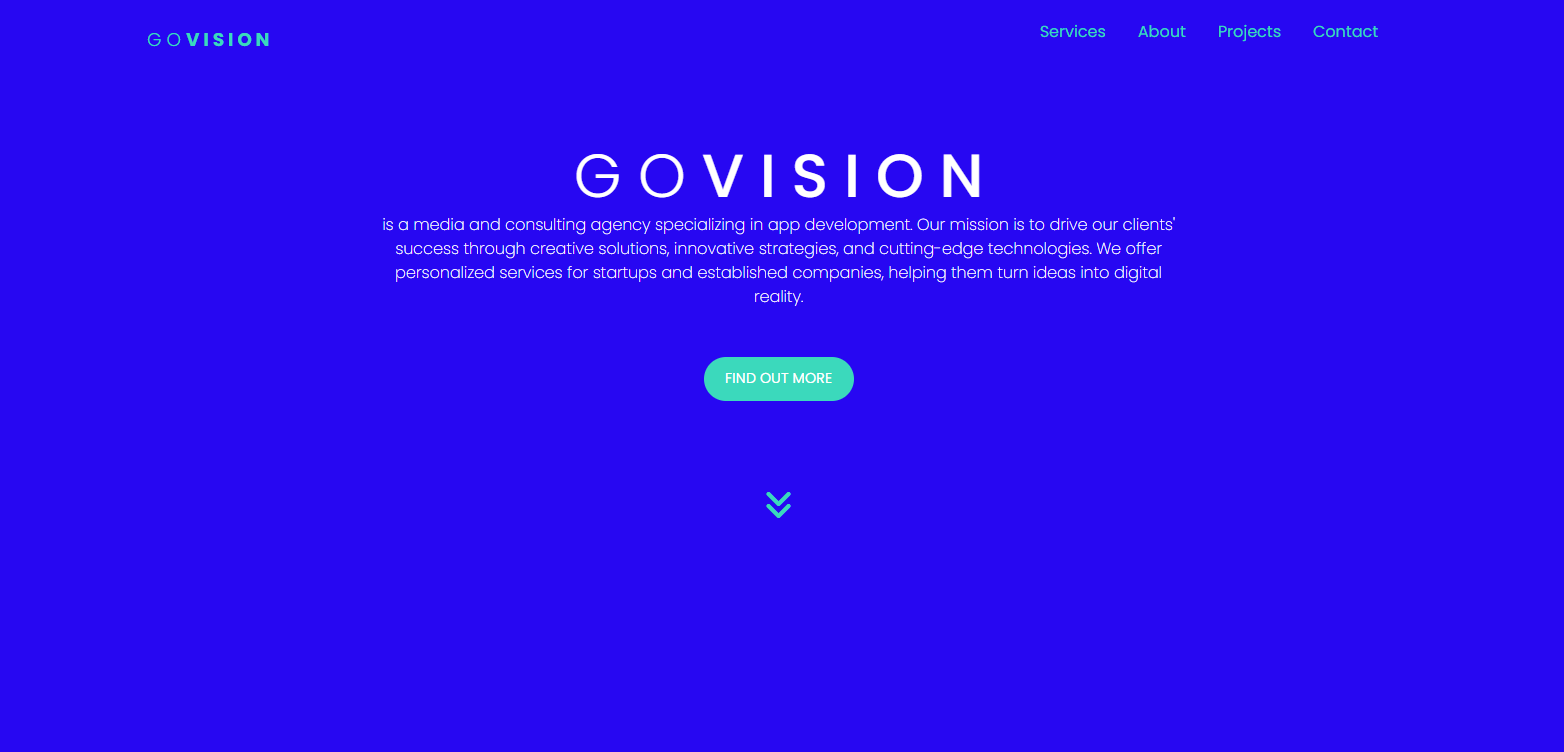 GOVISION
Services About Projects Contact
GOVISION
is a media and consulting agency specializing in app development. Our mission is to drive our clients'
success through creative solutions, innovative strategies, and cutting-edge technologies. We offer
personalized services for startups and established companies, helping them turn ideas into digital
reality.
FIND OUT MORE